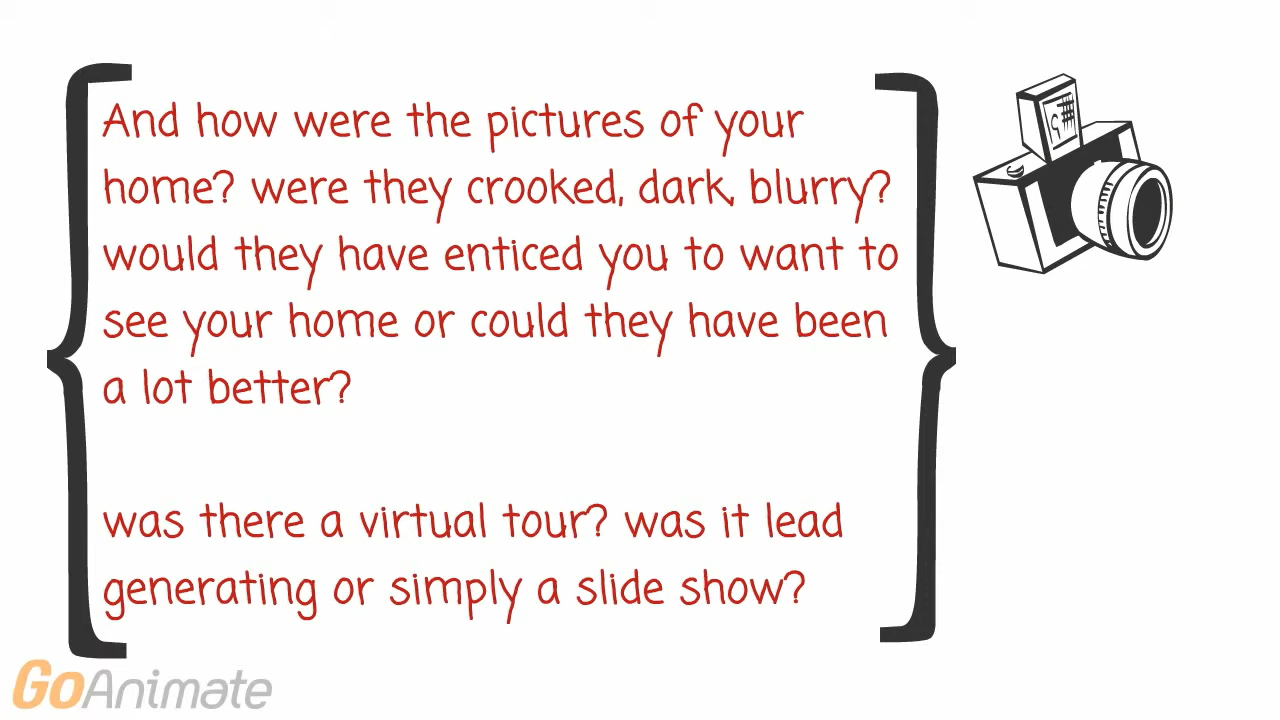 And how were the pictures of your
home? were they crooked, dark, blurry?
would they have enticed you to want to
see your home or could they have been
a lot better?
was there a virtual tour? was it lead
generating or simply a slide show?
GoAnimate